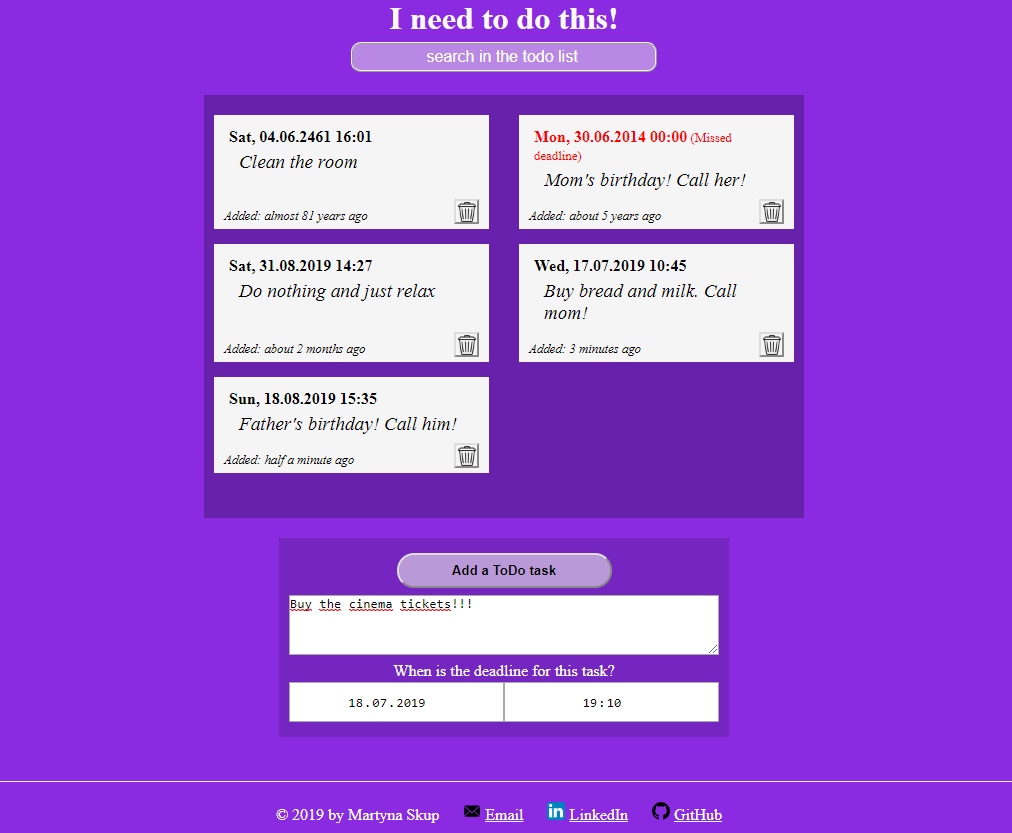 I need to do this!
search in the todo list
Sat, 04.06.2461 16:01
Clean the room
Added: almost 81 years ago
Mon, 30.06.2014 00:00 (Missed
deadline)
Mom's birthday! Call her!
Added: about 5 years ago
Sat, 31.08.2019 14:27
Do nothing and just relax
Added: about 2 months ago
Wed, 17.07.2019 10:45
Buy bread and milk. Call
mom!
Added: 3 minutes ago
Sun, 18.08.2019 15:35
Father's birthday! Call him!
Added: half a minute ago
Add a ToDo task
Buy the cinema tickets!!!
When is the deadline for this task?
18.07.2019 19:10
© 2019 by Martyna Skup Email LinkedIn GitHub